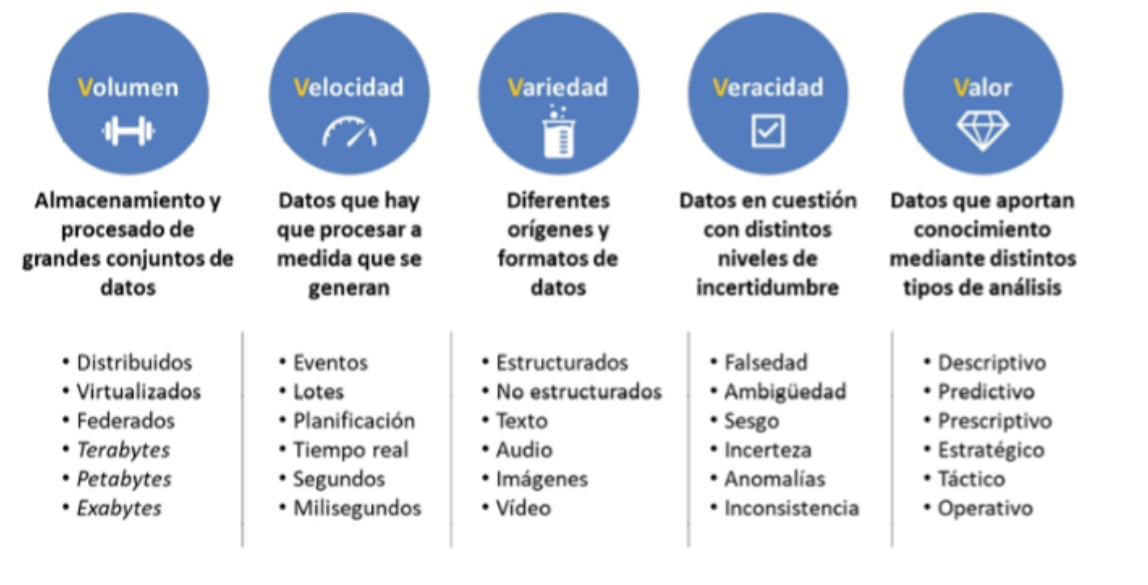 Volumen
Almacenamiento y
procesado de
grandes conjuntos de
datos
• Distribuidos
• Virtualizados
• Federados
• Terabytes
• Petabytes
• Exabytes
Velocidad
Datos que hay
que procesar a
medida que se
generan
• Eventos
• Lotes
• Planificación
• Tiempo real
• Segundos
• Milisegundos
Variedad
Diferentes
orígenes y
formatos de
datos
• Estructurados
• No estructurados
• Texto
• Audio
• Imágenes
• Vídeo
Veracidad
Datos en cuestión
con distintos
niveles de
incertidumbre
• Falsedad
• Ambigüedad
• Sesgo
• Incerteza
• Anomalías
• Inconsistencia
Valor
Datos que aportan
conocimiento
mediante distintos
tipos de análisis
• Descriptivo
• Predictivo
• Prescriptivo
• Estratégico
• Táctico
• Operativo